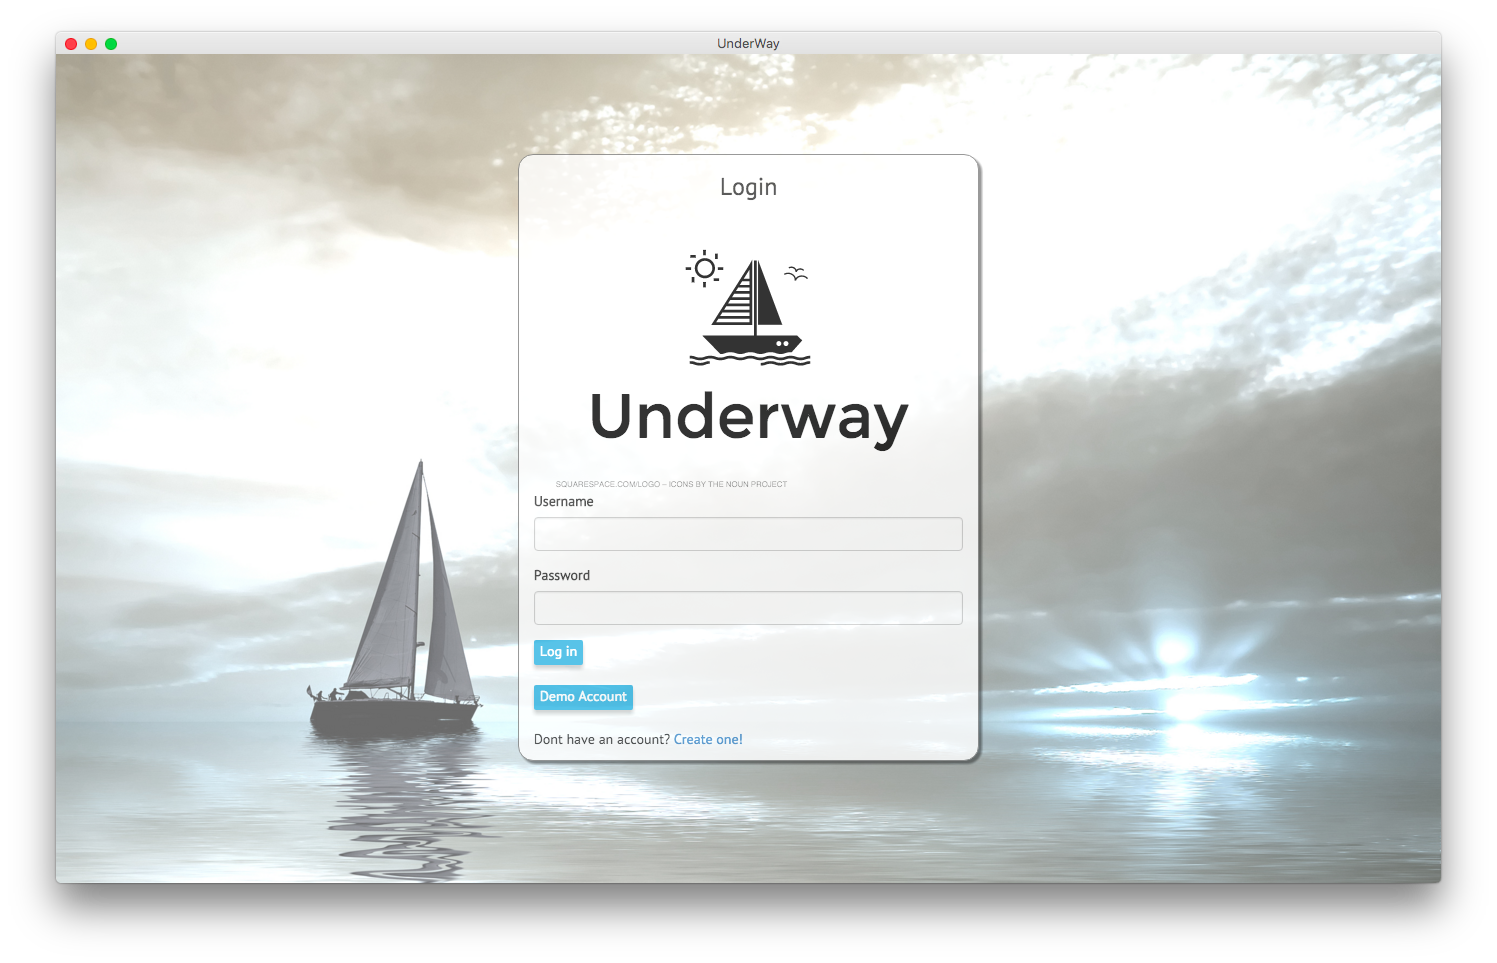 UnderWay
Login
Underway
SQUARESPACE.COM/LOGO – ICONS BY THE NOUN PROJECT
Username
Password
Log in
Demo Account
Dont have an account? Create one!